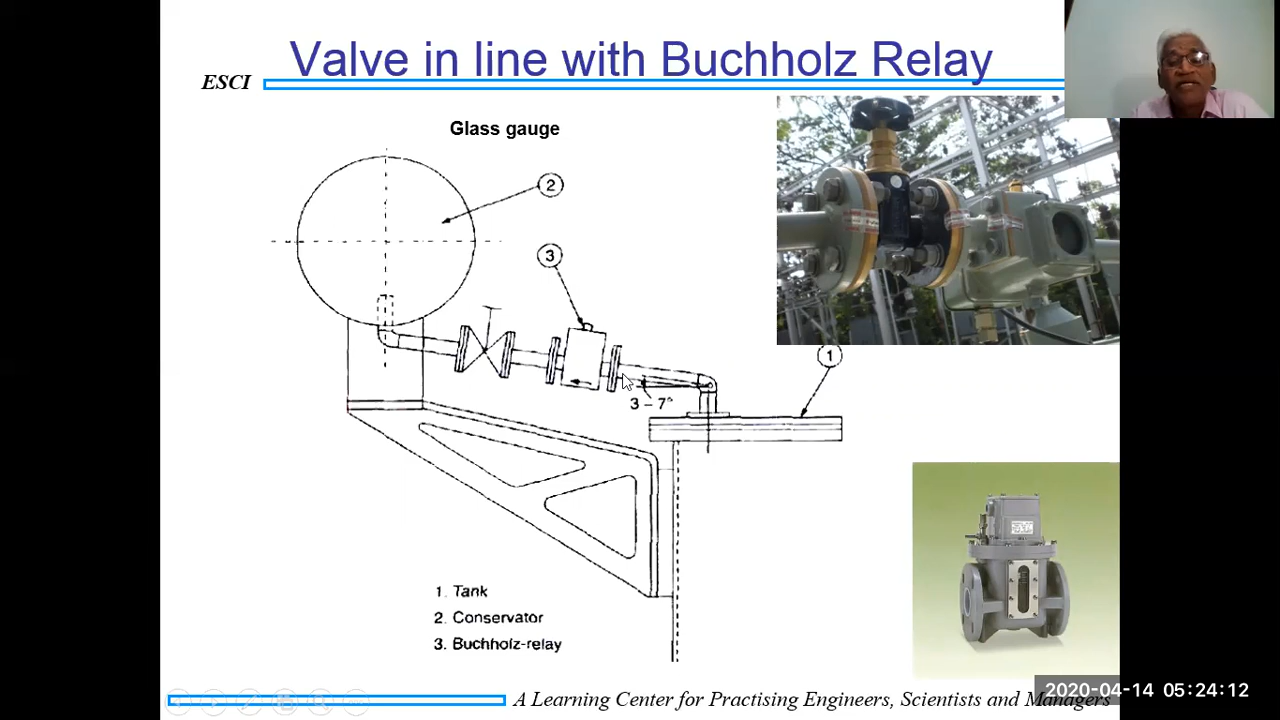 Valve in line with Buchholz Relay
ESCI
Glass gauge
2
3
1
3 – 7°
1. Tank
2. Conservator
3. Buchholz-relay
A Learning Center for Practising Engineers, Scientists and Managers
2020-04-14 05:24:12